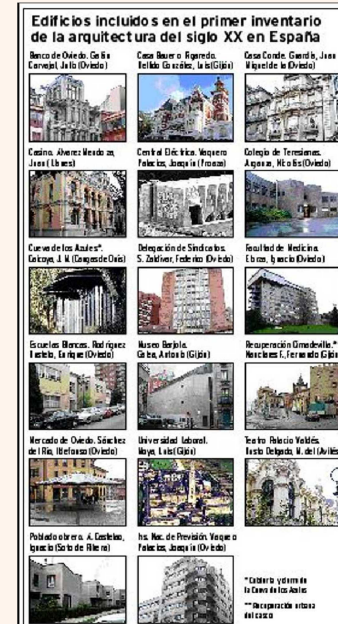 Edificios incluidos en el primer inventario
de la arquitectura del siglo XX en España
Banco de Oviedo. Galán
Carvajal, Julio (Oviedo)
Casa Bauer o Figaredo.
Bellido González, Luis (Gijón)
Casa Conde. Guardia, Juan
Miguel de la (Oviedo)
Casino. Álvarez Mendoza,
Juan (Llanes)
Central Eléctrica. Vaquero
Palacios, Joaquín (Proaza)
Colegio de Teresianas.
Arganza, Nicolás (Oviedo)
Cueva de los Azules*.
J. M. (Cangas de Onís)
Delegación de Sindicatos.
S. Zaldívar, Federico (Oviedo)
Facultad de Medicina.
Ignacio (Oviedo)
Escuelas Blancas. Rodríguez
Bustelo, Enrique (Oviedo)
Museo Barjola.
Antonio (Gijón)
Recuperación Cimadevilla.**
Nanclares F., Fernando (Gijón)
Mercado de Oviedo. Sánchez
del Río, Ildefonso (Oviedo)
Universidad Laboral.
Moya, Luis (Gijón)
Teatro Palacio Valdés.
Busto Delgado, M. del (Avilés)
Poblado obrero. Á. Castelao,
Ignacio (Soto de Ribera)
Ins. Nac. de Previsión. Vaquero
Palacios, Joaquín (Oviedo)
* Cubierta y dorm de
la Cueva de los Azules
** Recuperación urbana
del casco